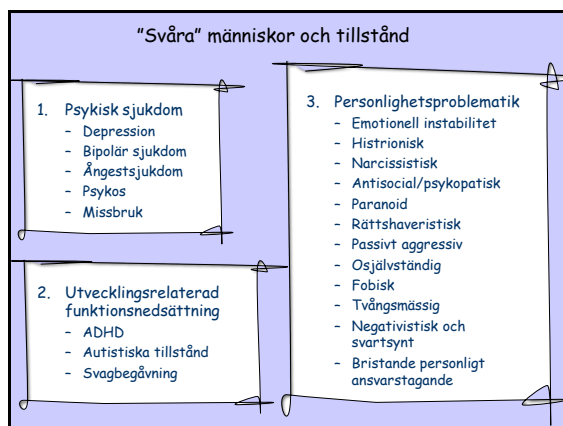 ”Svåra” människor och tillstånd
1. Psykisk sjukdom
– Depression
– Bipolär sjukdom
– Ångestsjukdom
– Psykos
– Missbruk
2. Utvecklingsrelaterad
funktionsnedsättning
– ADHD
– Autistiska tillstånd
– Svagbegåvning
3. Personlighetsproblematik
– Emotionell instabilitet
– Histrionisk
– Narcissistisk
– Antisocial/psykopatisk
– Paranoid
– Rättshaveristisk
– Passivt aggressiv
– Osjälvständig
– Fobisk
– Tvångsmässig
– Negativistisk och
svartsynt
– Bristande personligt
ansvarstagande